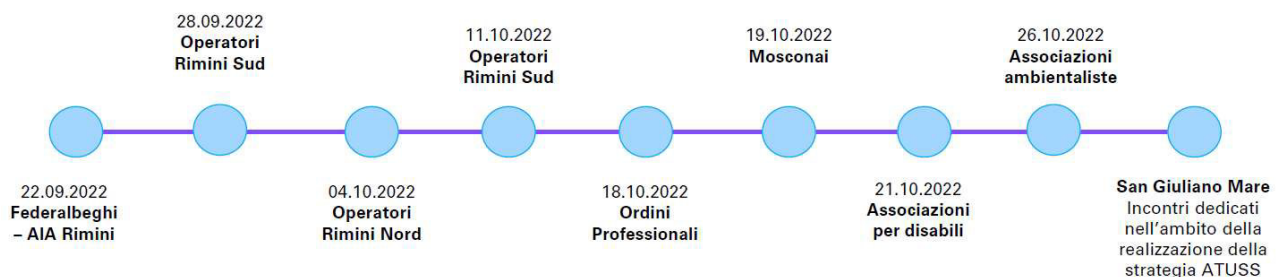 22.09.2022
Federalbeghi
– AIA Rimini
28.09.2022
Operatori
Rimini Sud
04.10.2022
Operatori
Rimini Nord
11.10.2022
Operatori
Rimini Sud
18.10.2022
Ordini
Professionali
19.10.2022
Mosconai
21.10.2022
Associazioni
per disabili
26.10.2022
Associazioni
ambientaliste
San Giuliano Mare
Incontri dedicati
nell’ambito della
realizzazione della
strategia ATUSS